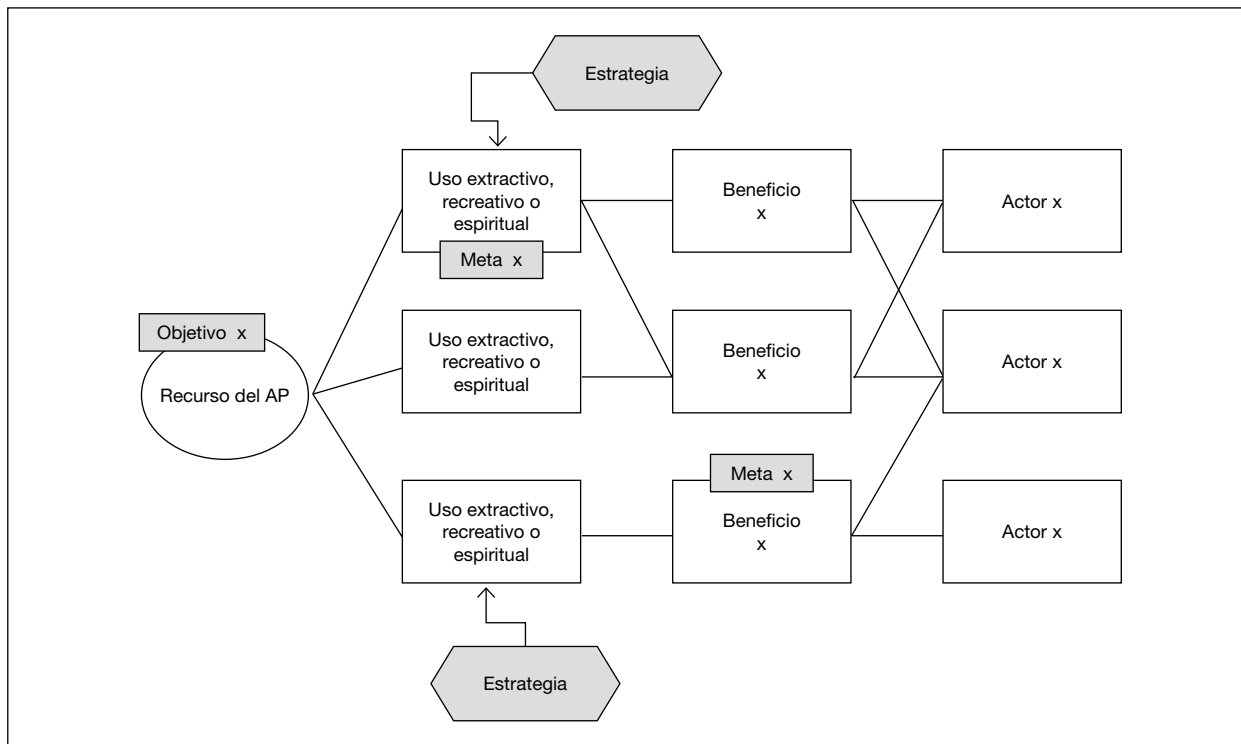 Estrategia
Uso extractivo,
recreativo o
espiritual
Meta x
Beneficio
x
Actor x
Objetivo x
Recurso del AP
Uso extractivo,
recreativo o
espiritual
Beneficio
x
Actor x
Uso extractivo,
recreativo o
espiritual
Meta x
Beneficio
x
Actor x
Estrategia